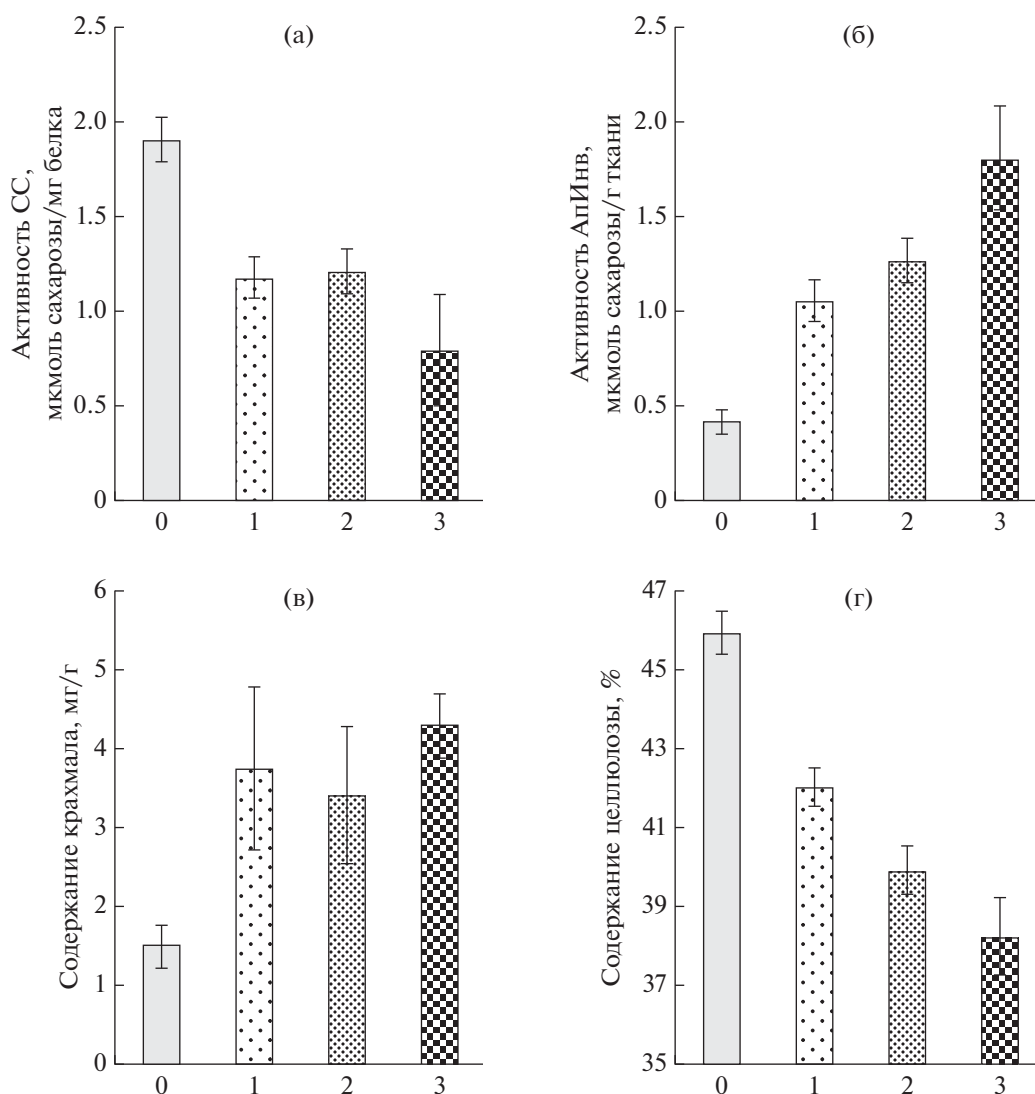 (а)
Активность СС,
мкмоль сахарозы/мг белка
2.5
2.0
1.5
1.0
0.5
0
0 1 2 3
(б)
Активность АпИнв,
мкмоль сахарозы/г ткани
2.5
2.0
1.5
1.0
0.5
0
0 1 2 3
(в)
Содержание крахмала, мг/г
6
5
4
3
2
1
0
0 1 2 3
(г)
Содержание целлюлозы, %
47
45
43
41
39
37
35
0 1 2 3